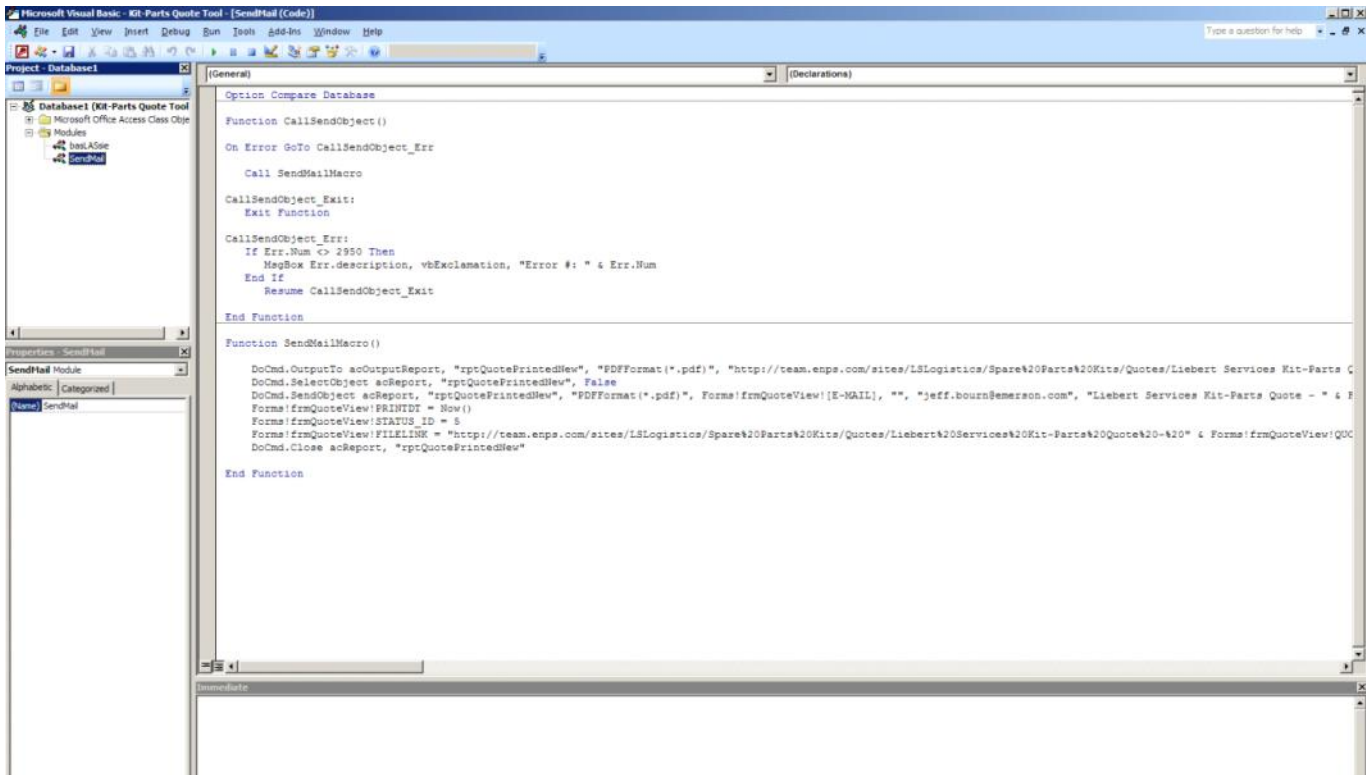 Microsoft Visual Basic - Kit-Parts Quote Tool - [SendMail (Code)]
File Edit View Insert Debug Run Tools Add-Ins Window Help
Type a question for help
Project - Database1
(General)
(Declarations)
Database1 (Kit-Parts Quote Tool
Microsoft Office Access Class Obje
Modules
basLASsie
SendMail
Properties - SendMail
SendMail Module
Alphabetic Categorized
(Name) SendMail
Option Compare Database
Function CallSendObject()
On Error GoTo CallSendObject_Err
Call SendMailMacro
CallSendObject_Exit:
Exit Function
CallSendObject_Err:
If Err.Num <> 2950 Then
MsgBox Err.description, vbExclamation, "Error #: " & Err.Num
End If
Resume CallSendObject_Exit
End Function
Function SendMailMacro()
DoCmd.OutputTo acOutputReport, "rptQuotePrintedNew", "PDFFormat(*.pdf)", "http://team.enps.com/sites/LSLogistics/Spare%20Parts%20Kits/Quotes/Liebert Services Kit-Parts Q
DoCmd.SelectObject acReport, "rptQuotePrintedNew", False
DoCmd.SendObject acReport, "rptQuotePrintedNew", "PDFFormat(*.pdf)", Forms!frmQuoteView![E-MAIL], "", "jeff.bourn@emerson.com", "Liebert Services Kit-Parts Quote - " & F
Forms!frmQuoteView!PRINTDT = Now()
Forms!frmQuoteView!STATUS_ID = 5
Forms!frmQuoteView!FILELINK = "http://team.enps.com/sites/LSLogistics/Spare%20Parts%20Kits/Quotes/Liebert%20Services%20Kit-Parts%20Quote%20-%20" & Forms!frmQuoteView!QUO
DoCmd.Close acReport, "rptQuotePrintedNew"
End Function
Immediate